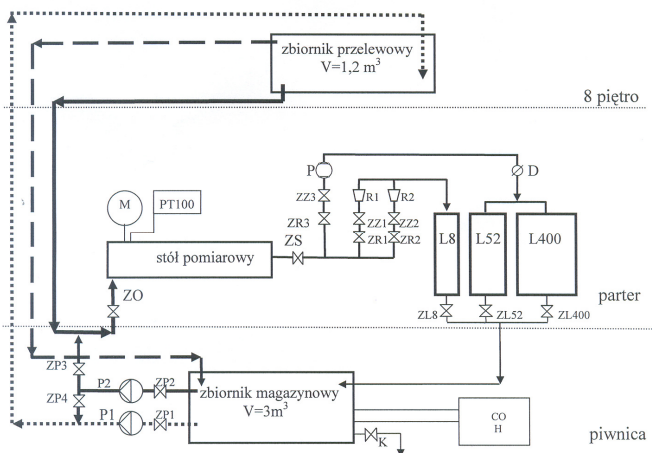 zbiornik przelewowy
V=1,2 m³
8 piętro
P
D
ZZ3
R1
R2
M
PT100
ZR3
ZZ1
ZZ2
ZS
ZR1
ZR2
L8
L52
L400
stół pomiarowy
ZO
ZL8
ZL52
ZL400
parter
ZP3
P2
ZP2
ZP4
P1
ZP1
zbiornik magazynowy
V=3m³
CO
H
K
piwnica